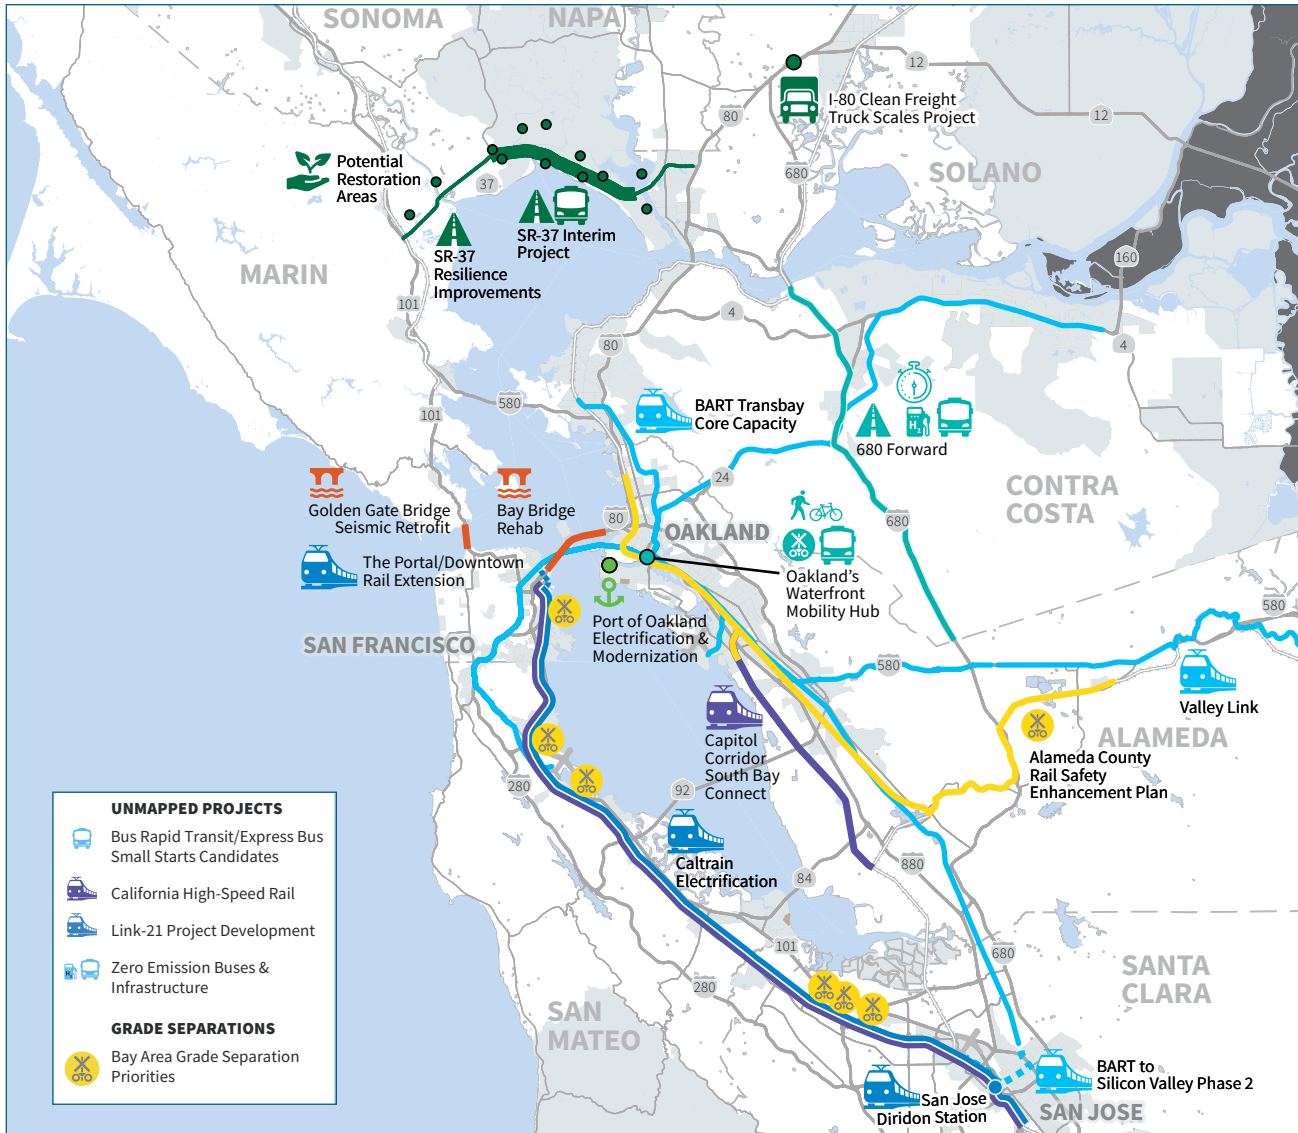 SONOMA
NAPA
12
I-80 Clean Freight
Truck Scales Project
80
12
Potential
Restoration
Areas
37
680
SOLANO
SR-37 Interim
Project
SR-37
Resilience
Improvements
MARIN
160
101
4
4
80
580
101
BART Transbay
Core Capacity
680 Forward
24
CONTRA
COSTA
Golden Gate Bridge
Seismic Retrofit
Bay Bridge
Rehab
80
680
OAKLAND
The Portal/Downtown
Rail Extension
Oakland's
Waterfront
Mobility Hub
580
Port of Oakland
Electrification &
Modernization
SAN FRANCISCO
580
Valley Link
Capitol
Corridor
South Bay
Connect
ALAMEDA
Alameda County
Rail Safety
Enhancement Plan
280
92
Caltrain
Electrification
880
84
101
680
280
SANTA
CLARA
SAN
MATEO
BART to
Silicon Valley Phase 2
San Jose
Diridon Station
SAN JOSE
UNMAPPED PROJECTS
Bus Rapid Transit/Express Bus
Small Starts Candidates
California High-Speed Rail
Link-21 Project Development
H2
Zero Emission Buses &
Infrastructure
GRADE SEPARATIONS
Bay Area Grade Separation
Priorities
H2